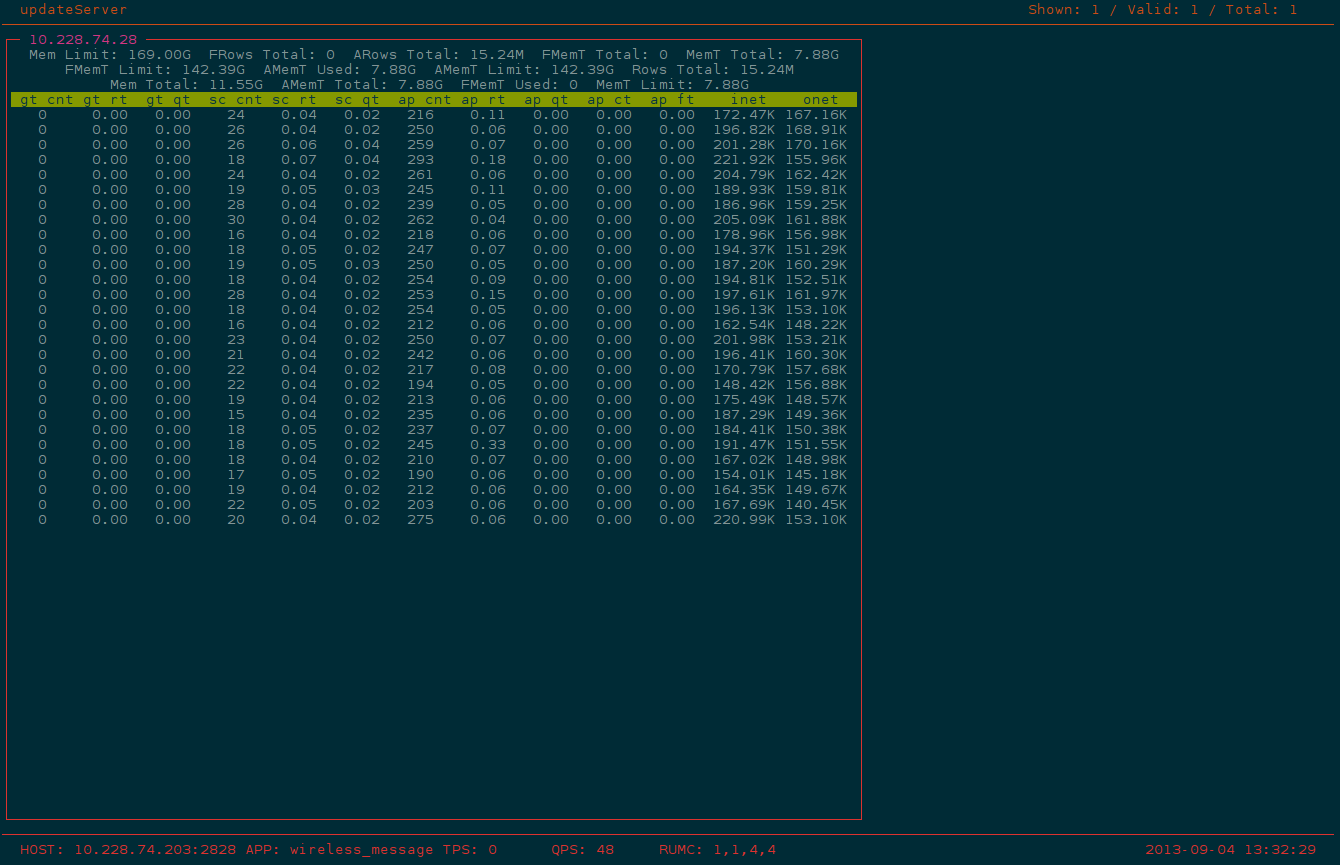 updateServer Shown: 1 / Valid: 1 / Total: 1
10.228.74.28
Mem Limit: 169.00G FRows Total: 0 ARows Total: 15.24M FMemT Total: 0 MemT Total: 7.88G
FMemT Limit: 142.39G AMemT Used: 7.88G AMemT Limit: 142.39G Rows Total: 15.24M
Mem Total: 11.55G AMemT Total: 7.88G FMemT Used: 0 MemT Limit: 7.88G
gt cnt gt rt gt qt sc cnt sc rt sc qt ap cnt ap rt ap qt ap ct ap ft inet onet
0 0.00 0.00 24 0.04 0.02 216 0.11 0.00 0.00 0.00 172.47K 167.16K
0 0.00 0.00 26 0.04 0.02 250 0.06 0.00 0.00 0.00 196.82K 168.91K
0 0.00 0.00 26 0.06 0.04 259 0.07 0.00 0.00 0.00 201.28K 170.16K
0 0.00 0.00 18 0.07 0.04 293 0.18 0.00 0.00 0.00 221.92K 155.96K
0 0.00 0.00 24 0.04 0.02 261 0.06 0.00 0.00 0.00 204.79K 162.42K
0 0.00 0.00 19 0.05 0.03 245 0.11 0.00 0.00 0.00 189.93K 159.81K
0 0.00 0.00 28 0.04 0.02 239 0.05 0.00 0.00 0.00 186.96K 159.25K
0 0.00 0.00 30 0.04 0.02 262 0.04 0.00 0.00 0.00 205.09K 161.88K
0 0.00 0.00 16 0.04 0.02 218 0.06 0.00 0.00 0.00 178.96K 156.98K
0 0.00 0.00 18 0.05 0.02 247 0.07 0.00 0.00 0.00 194.37K 151.29K
0 0.00 0.00 19 0.05 0.03 250 0.05 0.00 0.00 0.00 187.20K 160.29K
0 0.00 0.00 18 0.04 0.02 254 0.09 0.00 0.00 0.00 194.81K 152.51K
0 0.00 0.00 28 0.04 0.02 253 0.15 0.00 0.00 0.00 197.61K 161.97K
0 0.00 0.00 18 0.04 0.02 254 0.05 0.00 0.00 0.00 196.13K 153.10K
0 0.00 0.00 16 0.04 0.02 212 0.06 0.00 0.00 0.00 162.54K 148.22K
0 0.00 0.00 23 0.04 0.02 250 0.07 0.00 0.00 0.00 201.98K 153.21K
0 0.00 0.00 21 0.04 0.02 242 0.06 0.00 0.00 0.00 196.41K 160.30K
0 0.00 0.00 22 0.04 0.02 217 0.08 0.00 0.00 0.00 170.79K 157.68K
0 0.00 0.00 22 0.04 0.02 194 0.05 0.00 0.00 0.00 148.42K 156.88K
0 0.00 0.00 19 0.04 0.02 213 0.06 0.00 0.00 0.00 175.49K 148.57K
0 0.00 0.00 15 0.04 0.02 235 0.06 0.00 0.00 0.00 187.29K 149.36K
0 0.00 0.00 18 0.05 0.02 237 0.07 0.00 0.00 0.00 184.41K 150.38K
0 0.00 0.00 18 0.05 0.02 245 0.33 0.00 0.00 0.00 191.47K 151.55K
0 0.00 0.00 18 0.04 0.02 210 0.07 0.00 0.00 0.00 167.02K 148.98K
0 0.00 0.00 17 0.05 0.02 190 0.06 0.00 0.00 0.00 154.01K 145.18K
0 0.00 0.00 19 0.04 0.02 212 0.06 0.00 0.00 0.00 164.35K 149.67K
0 0.00 0.00 22 0.05 0.02 203 0.06 0.00 0.00 0.00 167.69K 140.45K
0 0.00 0.00 20 0.04 0.02 275 0.06 0.00 0.00 0.00 220.99K 153.10K
HOST: 10.228.74.203:2828 APP: wireless_message TPS: 0 QPS: 48 RUMC: 1,1,4,4 2013-09-04 13:32:29